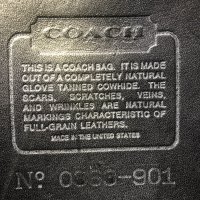 COACH
THIS IS A COACH BAG. IT IS MADE
OUT OF A COMPLETELY NATURAL
GLOVE TANNED COWHIDE. THE
SCARS, SCRATCHES, VEINS,
AND WRINKLES ARE NATURAL
MARKINGS CHARACTERISTIC OF
FULL-GRAIN LEATHERS.
MADE IN THE UNITED STATES
Nº